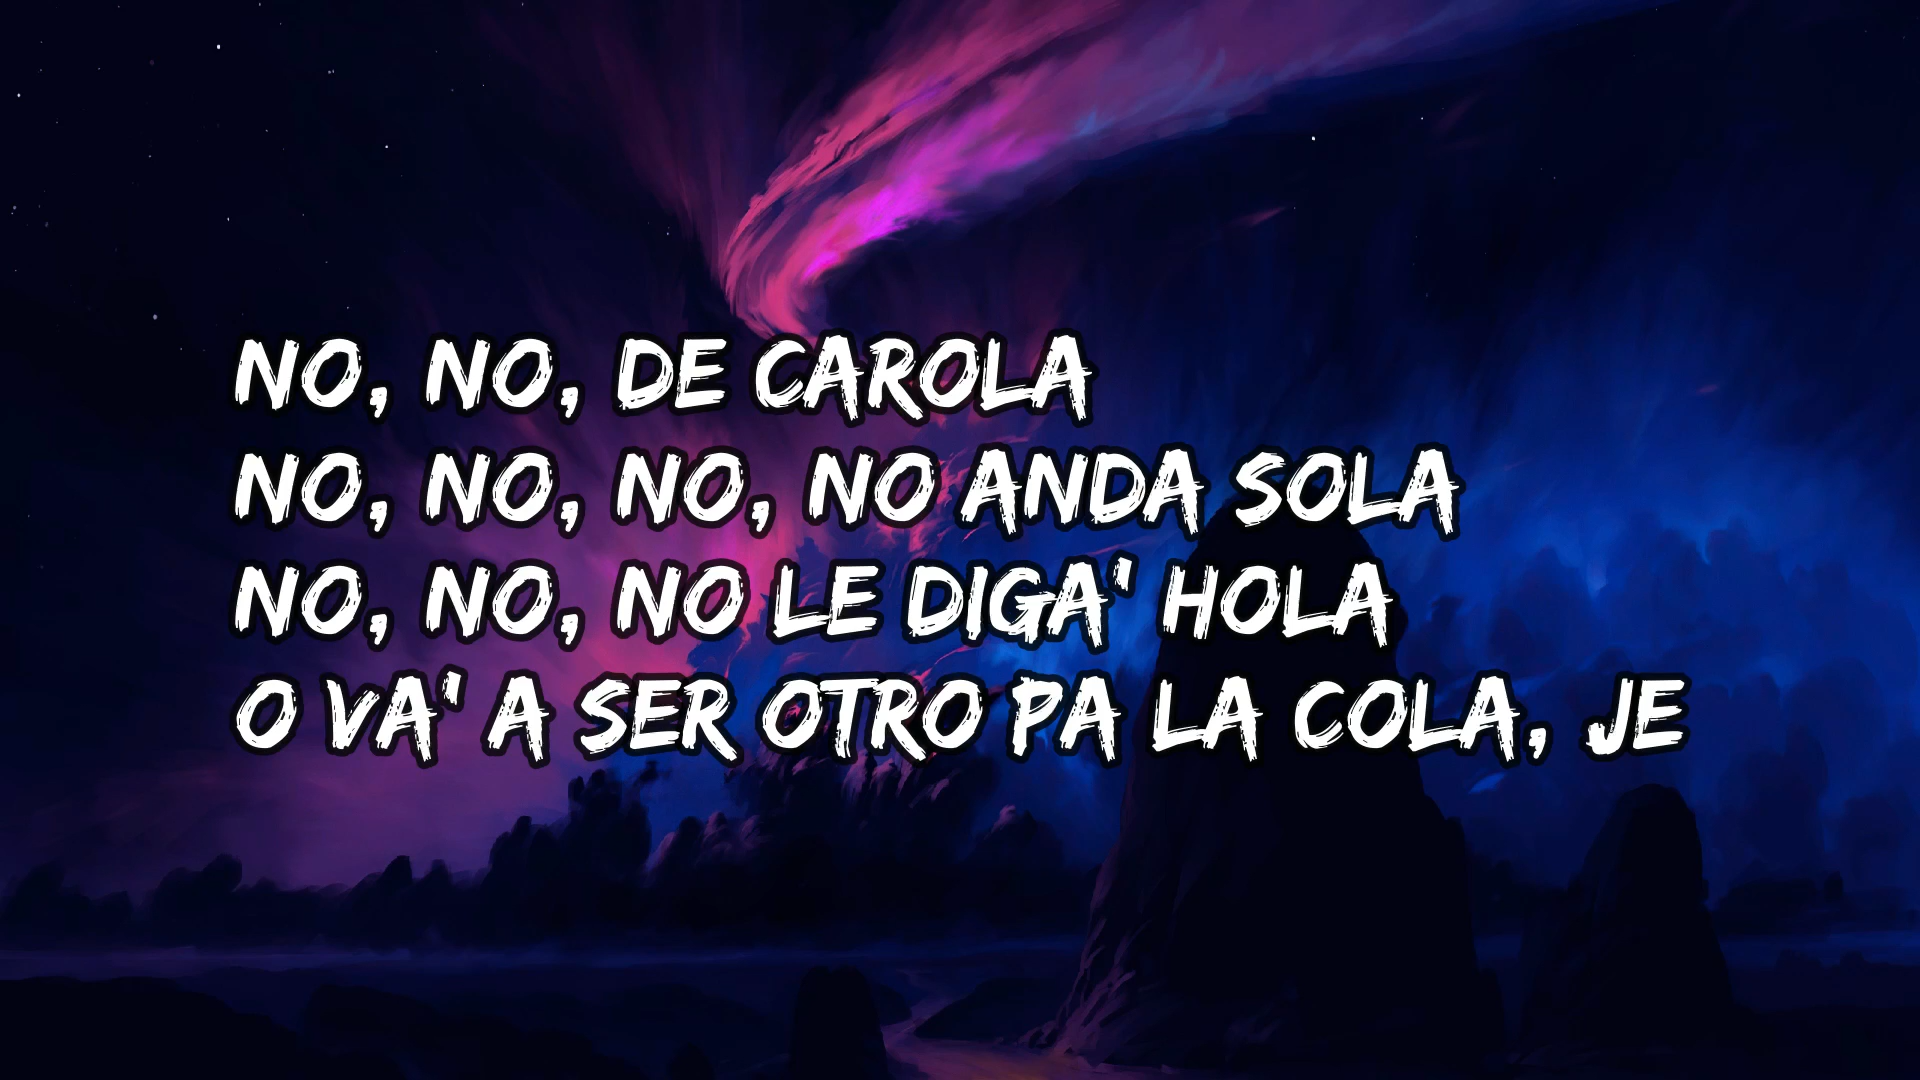 NO, NO, DE CAROLA
NO, NO, NO, NO ANDA SOLA
NO, NO, NO LE DIGA' HOLA
O VA' A SER OTRO PA LA COLA, JE